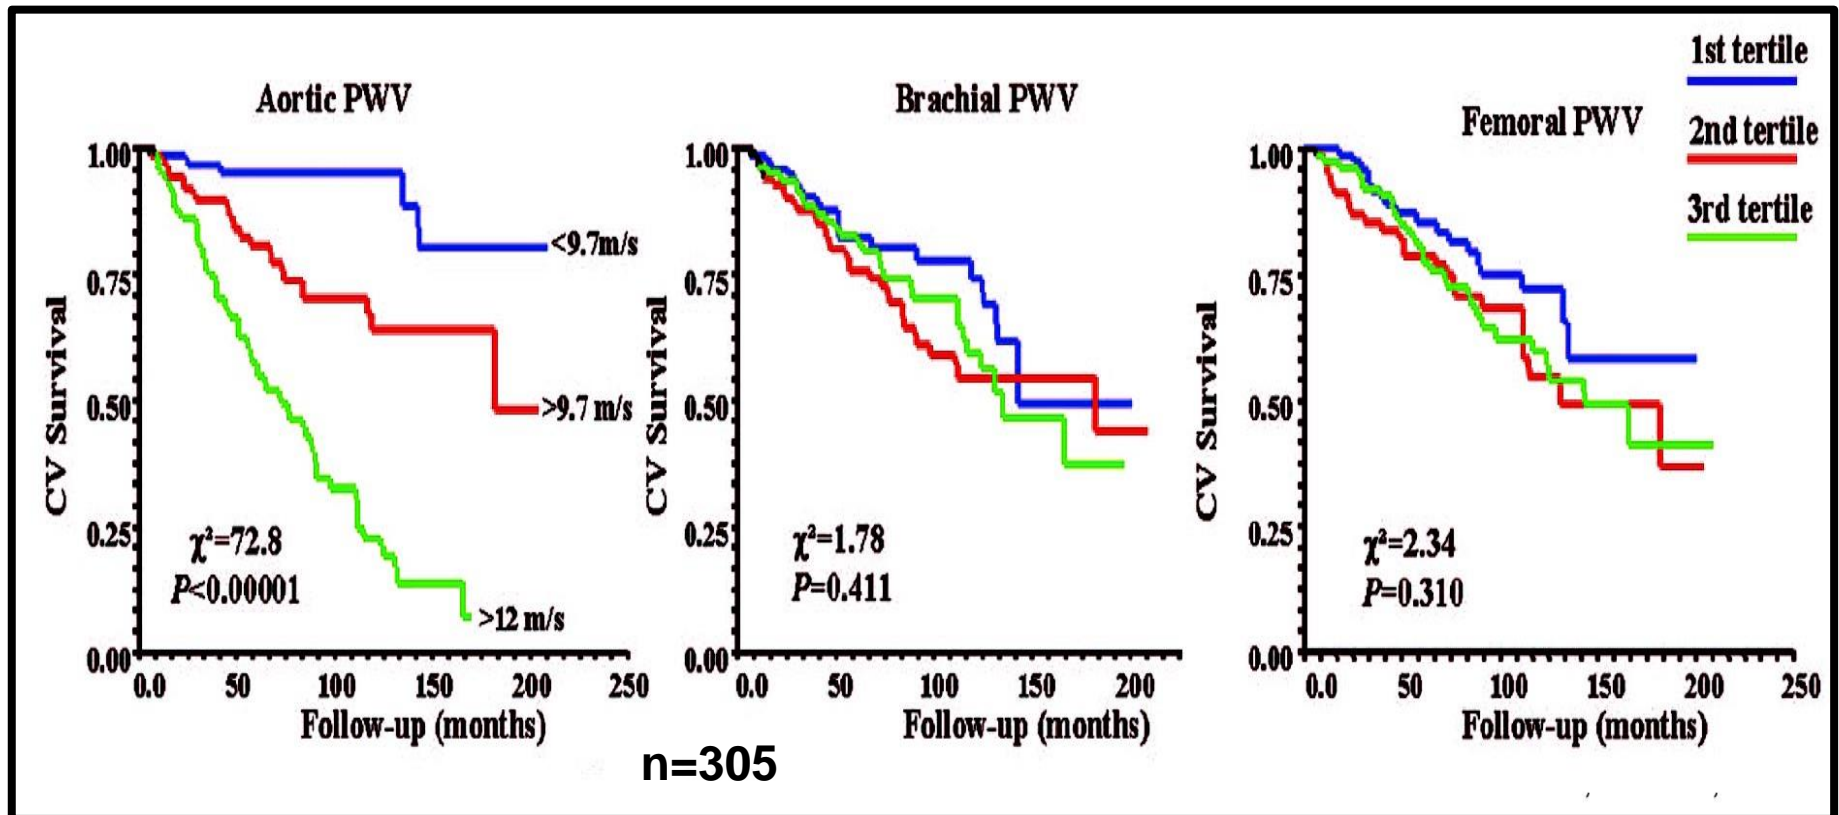 1st tertile
2nd tertile
3rd tertile
Aortic PWV
1.00
0.75
0.50
0.25
0.00
CV Survival
<9.7m/s
>9.7 m/s
>12 m/s
χ²=72.8
P<0.00001
0.0 50 100 150 200 250
Follow-up (months)
Brachial PWV
1.00
0.75
0.50
0.25
0.00
CV Survival
χ²=1.78
P=0.411
0.0 50 100 150 200
Follow-up (months)
Femoral PWV
1.00
0.75
0.50
0.25
0.00
CV Survival
χ²=2.34
P=0.310
0.0 50 100 150 200 250
Follow-up (months)
n=305